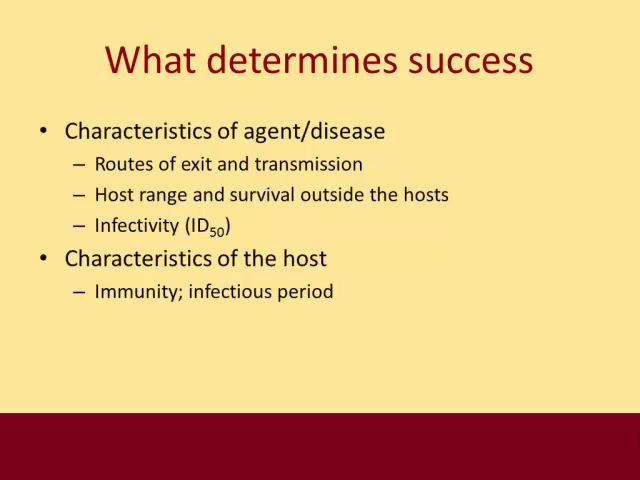 What determines success
• Characteristics of agent/disease
– Routes of exit and transmission
– Host range and survival outside the hosts
– Infectivity (ID50)
• Characteristics of the host
– Immunity; infectious period